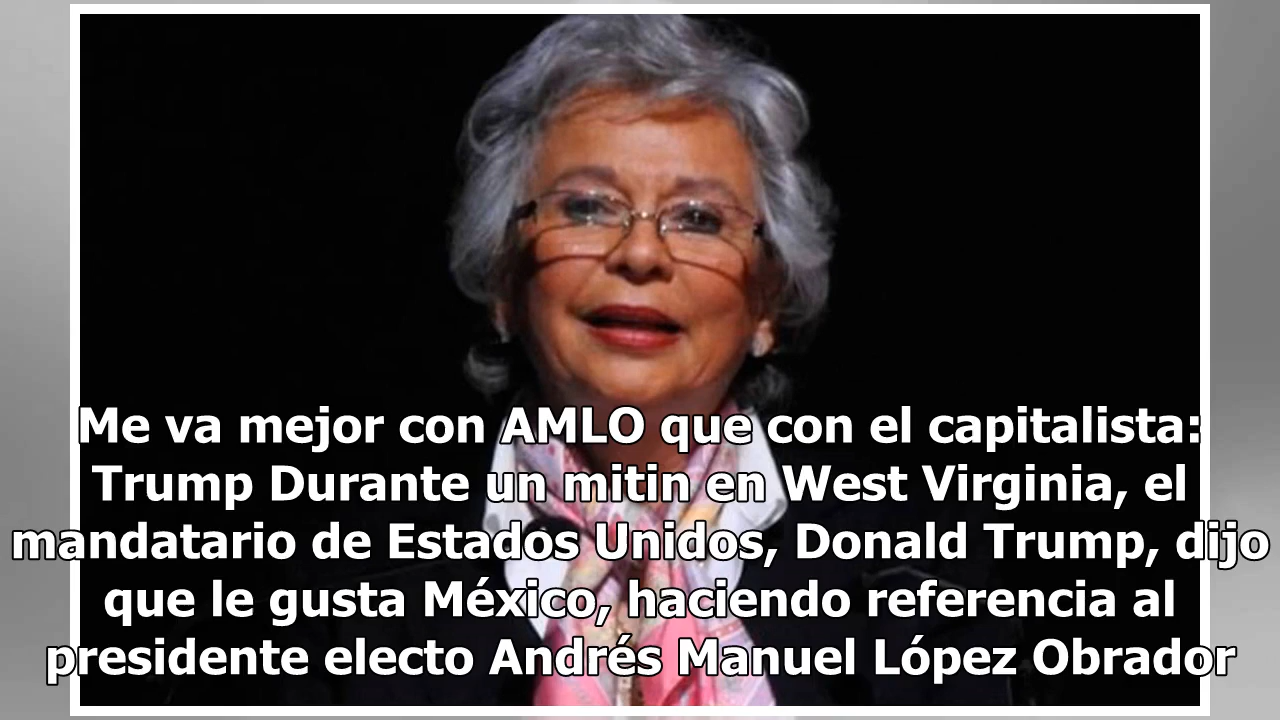 Me va mejor con AMLO que con el capitalista:
Trump Durante un mitin en West Virginia, el
mandatario de Estados Unidos, Donald Trump, dijo
que le gusta México, haciendo referencia al
presidente electo Andrés Manuel López Obrador